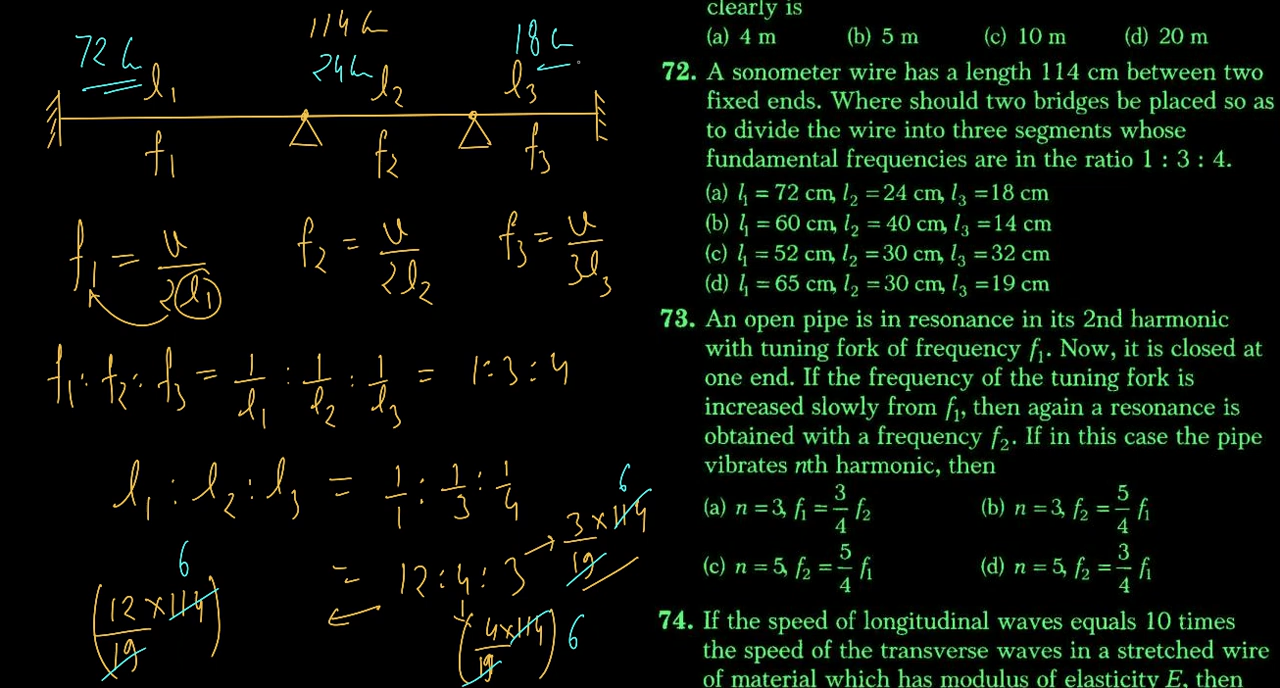 114 cm
72 cm
24 cm
18 cm
l₁ l₂ l₃
f₁ f₂ f₃
f₁ = v/2l₁ f₂ = v/2l₂ f₃ = v/3l₃
f₁ : f₂ : f₃ = 1/l₁ : 1/l₂ : 1/l₃ = 1 : 3 : 4
l₁ : l₂ : l₃ = 1/1 : 1/3 : 1/4
= 12 : 4 : 3 → 3 × 114/19 6
(12 × 114/19) 6
(4 × 114/19) 6
clearly is
(a) 4 m (b) 5 m (c) 10 m (d) 20 m
72. A sonometer wire has a length 114 cm between two
fixed ends. Where should two bridges be placed so as
to divide the wire into three segments whose
fundamental frequencies are in the ratio 1 : 3 : 4.
(a) l₁ = 72 cm, l₂ = 24 cm, l₃ = 18 cm
(b) l₁ = 60 cm, l₂ = 40 cm, l₃ = 14 cm
(c) l₁ = 52 cm, l₂ = 30 cm, l₃ = 32 cm
(d) l₁ = 65 cm, l₂ = 30 cm, l₃ = 19 cm
73. An open pipe is in resonance in its 2nd harmonic
with tuning fork of frequency f₁. Now, it is closed at
one end. If the frequency of the tuning fork is
increased slowly from f₁, then again a resonance is
obtained with a frequency f₂. If in this case the pipe
vibrates nth harmonic, then
(a) n = 3, f₁ = 3/4 f₂ (b) n = 3, f₂ = 5/4 f₁
(c) n = 5, f₂ = 5/4 f₁ (d) n = 5, f₂ = 3/4 f₁
74. If the speed of longitudinal waves equals 10 times
the speed of the transverse waves in a stretched wire
of material which has modulus of elasticity E, then